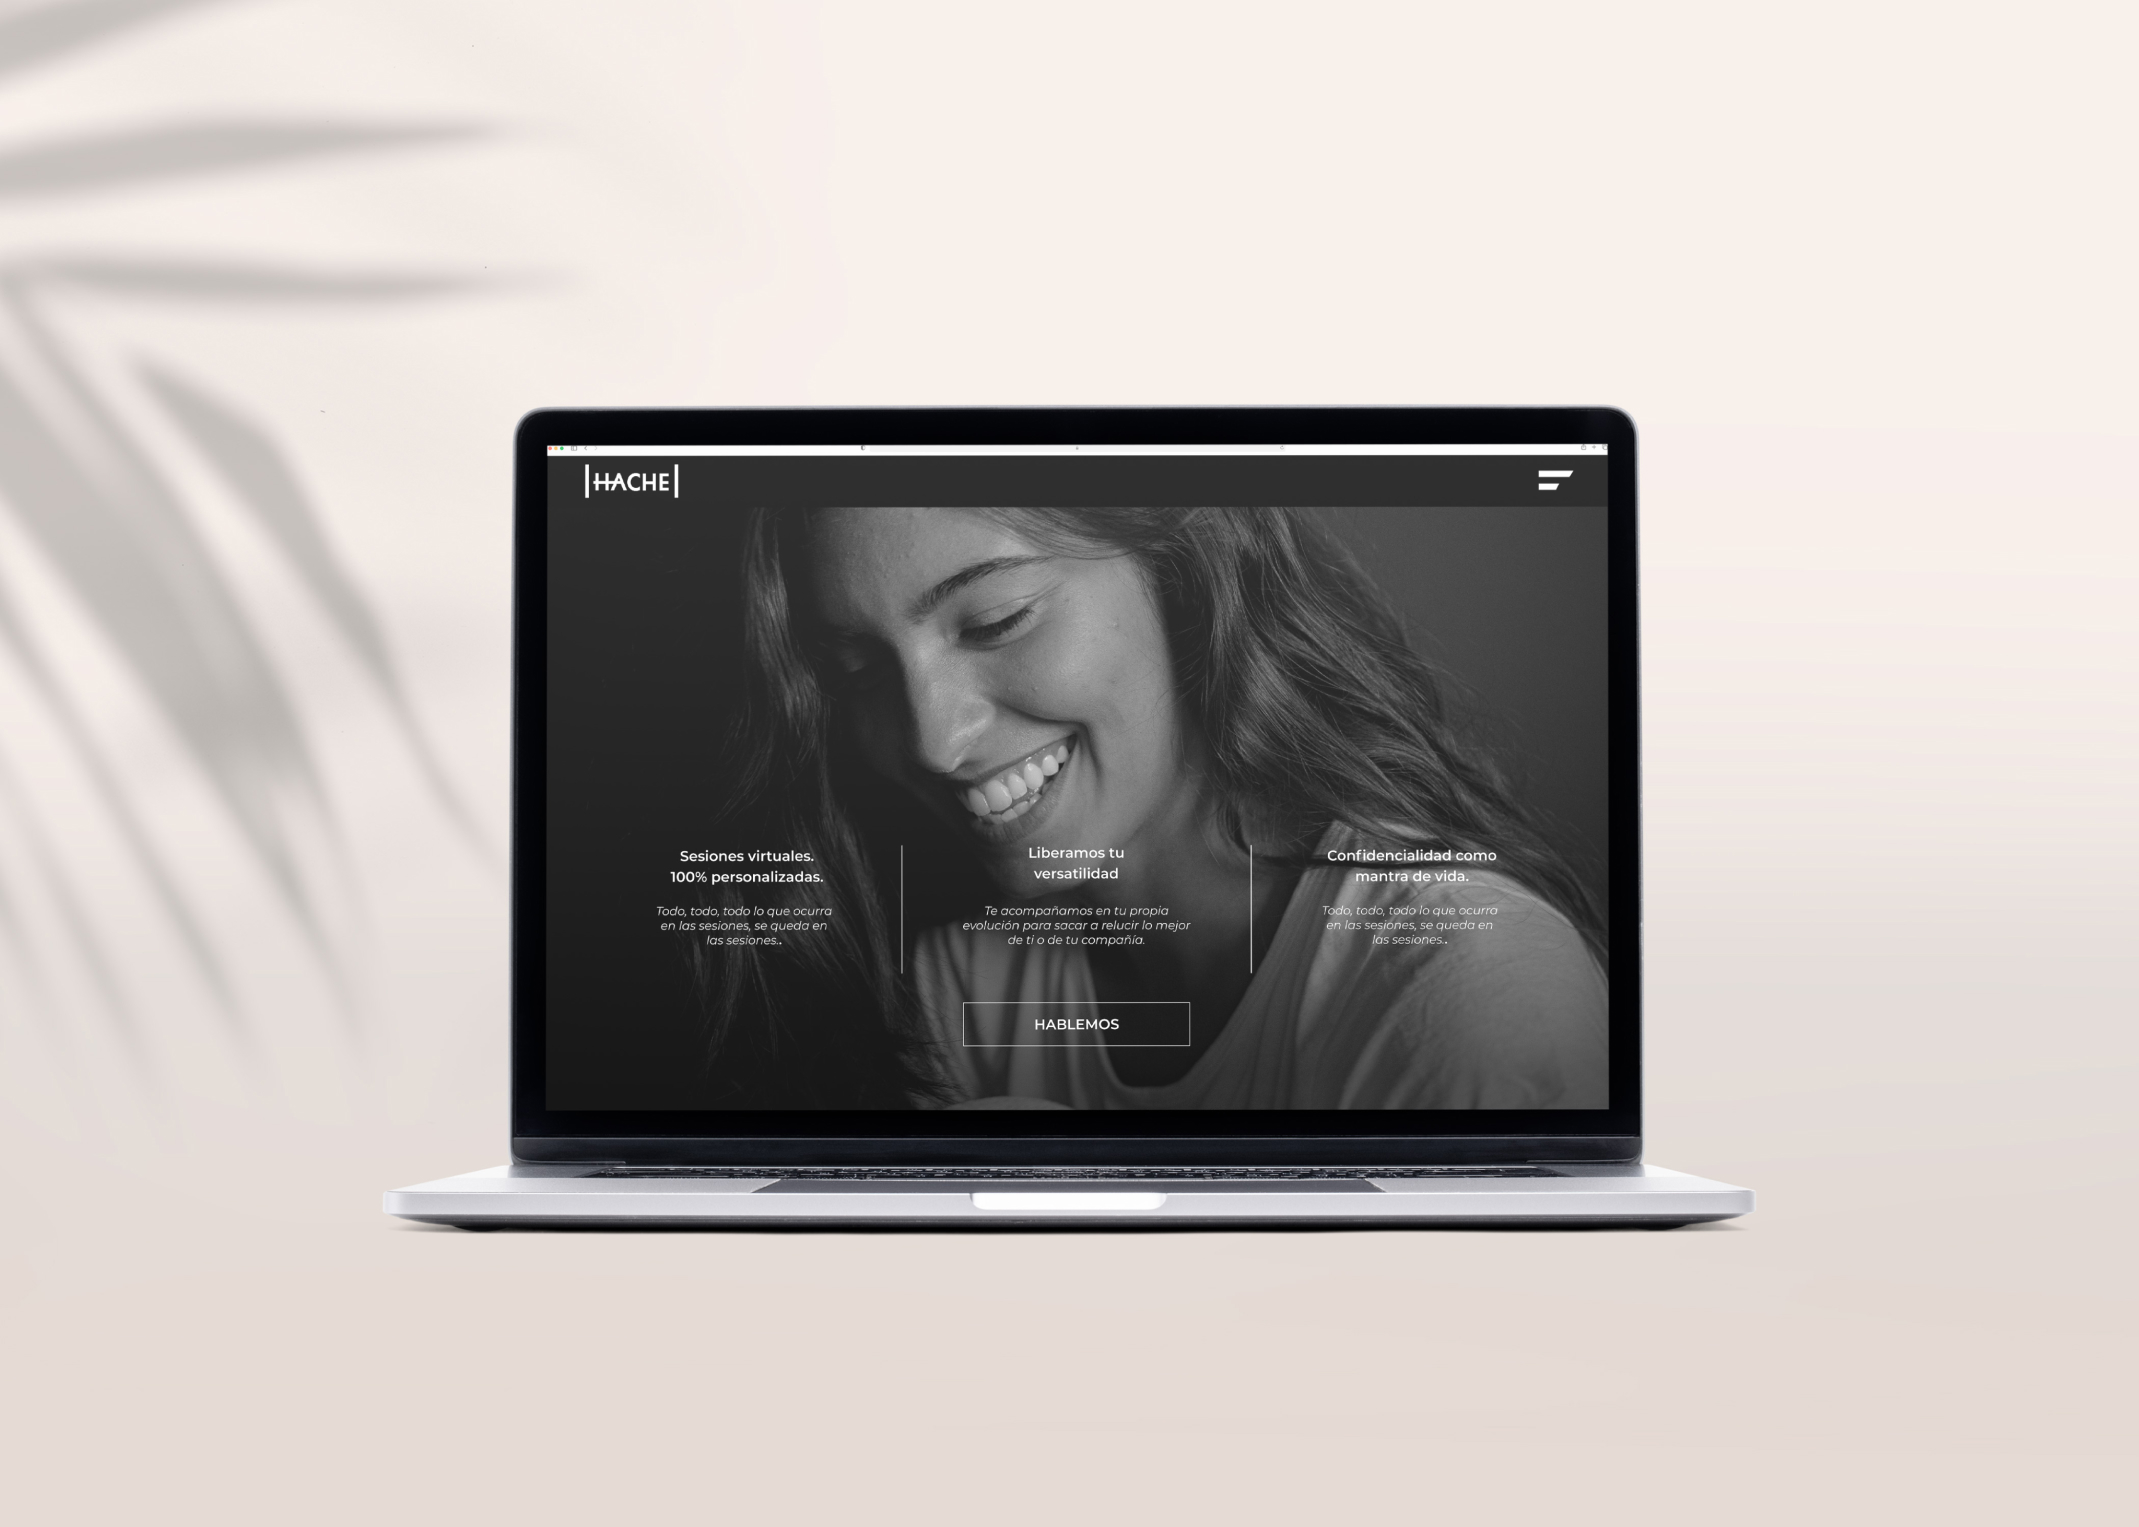 HACHE
Sesiones virtuales.
100% personalizadas.
Todo, todo, todo lo que ocurra
en las sesiones, se queda en
las sesiones..
Liberamos tu
versatilidad
Te acompañamos en tu propia
evolución para sacar a relucir lo mejor
de ti o de tu compañía.
Confidencialidad como
mantra de vida.
Todo, todo, todo lo que ocurra
en las sesiones, se queda en
las sesiones..
HABLEMOS